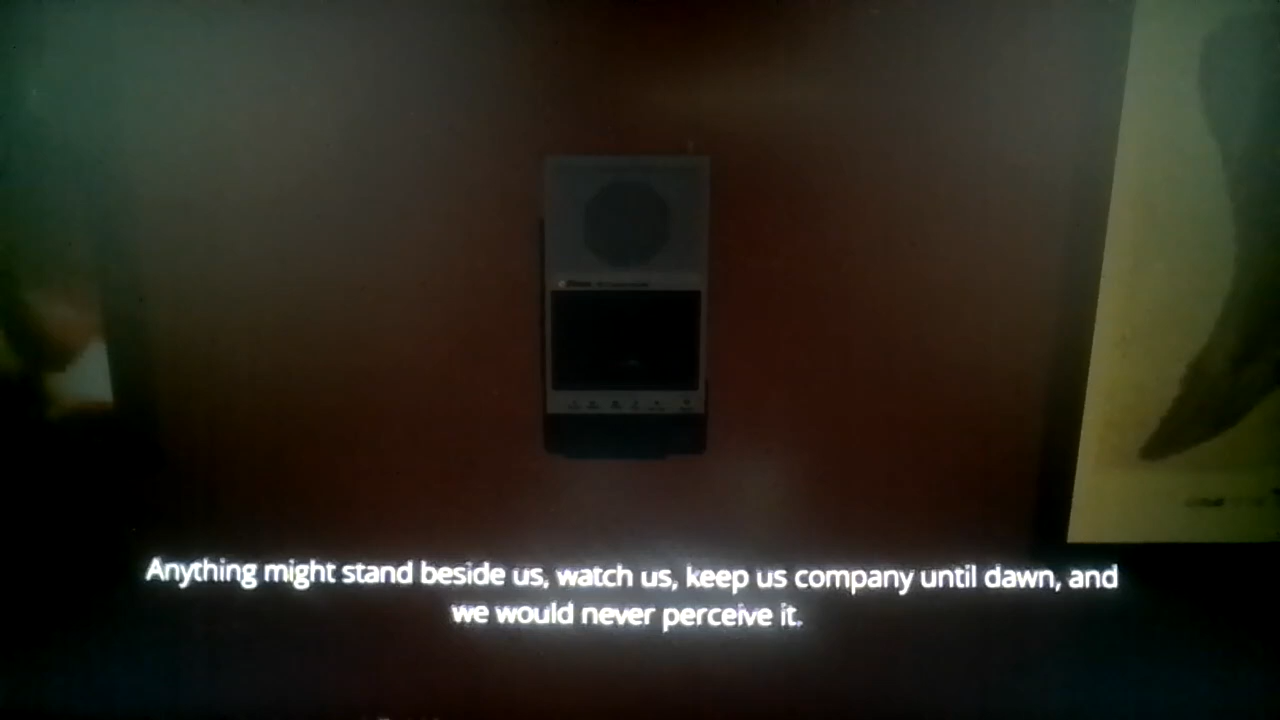 Anything might stand beside us, watch us, keep us company until dawn, and
we would never perceive it.